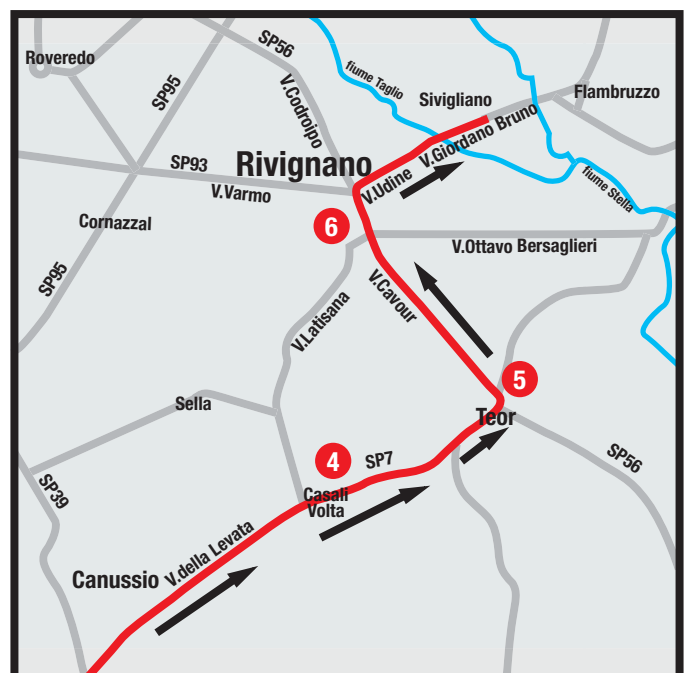 SP56
Roveredo
SP95
V.Codroipo
fiume Taglio
Sivigliano
Flambruzzo
V.Giordano Bruno
SP93
Rivignano
V.Varmo
V.Udine
fiume Stella
Cornazzal
6
V.Ottavo Bersaglieri
SP95
V.Cavour
V.Latisana
5
Sella
Teor
4
SP7
SP56
SP39
Casali
Volta
V.della Levata
Canussio